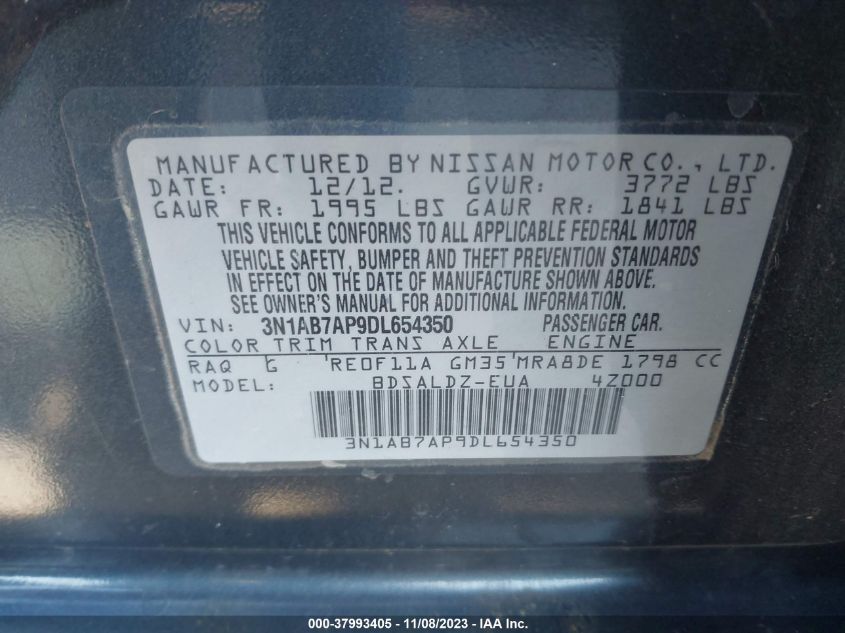 MANUFACTURED BY NISSAN MOTOR CO., LTD.
DATE: 12/12. GVWR: 3772 LBS
GAWR FR: 1995 LBS GAWR RR: 1841 LBS
THIS VEHICLE CONFORMS TO ALL APPLICABLE FEDERAL MOTOR
VEHICLE SAFETY, BUMPER AND THEFT PREVENTION STANDARDS
IN EFFECT ON THE DATE OF MANUFACTURE SHOWN ABOVE.
SEE OWNER'S MANUAL FOR ADDITIONAL INFORMATION.
VIN: 3N1AB7AP9DL654350 PASSENGER CAR.
COLOR TRIM TRANS AXLE ENGINE
RAQ G RE0F11A GM35 MRA8DE 1798 CC
MODEL: BDSALDZ-EUA 4Z000
3N1AB7AP9DL654350
000-37993405 - 11/08/2023 - © IAA Inc.